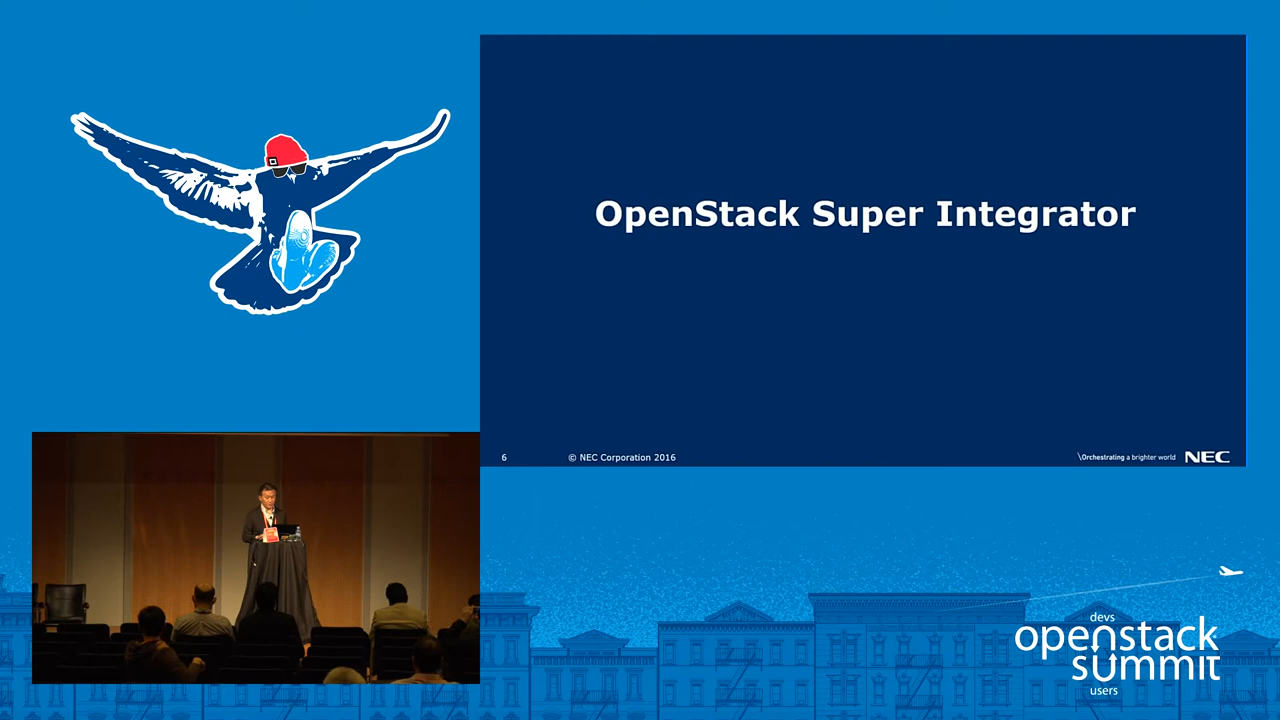 OpenStack Super Integrator
6
© NEC Corporation 2016
\Orchestrating a brighter world
NEC
devs
openstack
summit
users